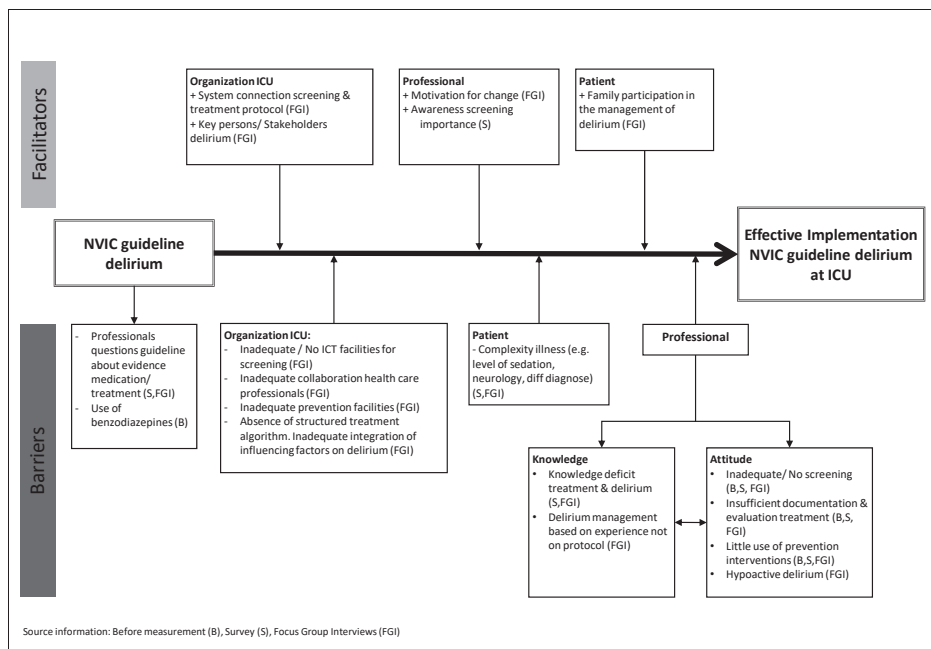 Facilitators
Organization ICU
+ System connection screening &
treatment protocol (FGI)
+ Key persons/ Stakeholders
delirium (FGI)
Professional
+ Motivation for change (FGI)
+ Awareness screening
importance (S)
Patient
+ Family participation in
the management of
delirium (FGI)
NVIC guideline
delirium
Effective Implementation
NVIC guideline delirium
at ICU
Barriers
- Professionals
questions guideline
about evidence
medication/
treatment (S,FGI)
- Use of
benzodiazepines (B)
Organization ICU:
- Inadequate / No ICT facilities for
screening (FGI)
- Inadequate collaboration health care
professionals (FGI)
- Inadequate prevention facilities (FGI)
- Absence of structured treatment
algorithm. Inadequate integration of
influencing factors on delirium (FGI)
Patient
- Complexity illness (e.g.
level of sedation,
neurology, diff diagnose)
(S,FGI)
Professional
Knowledge
• Knowledge deficit
treatment & delirium
(S,FGI)
• Delirium management
based on experience not
on protocol (FGI)
Attitude
• Inadequate/ No screening
(B,S, FGI)
• Insufficient documentation &
evaluation treatment (B,S,
FGI)
• Little use of prevention
interventions (B,S,FGI)
• Hypoactive delirium (FGI)
Source information: Before measurement (B), Survey (S), Focus Group Interviews (FGI)